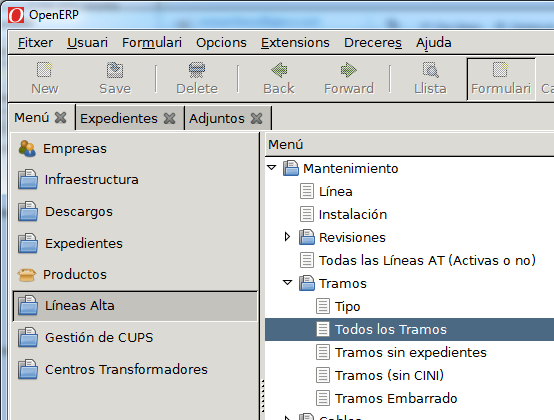 OpenERP
Fitxer Usuari Formulari Opcions Extensions Dreceres Ajuda
New Save Delete Back Forward Llista Formulari Ca
Menú Expedientes Adjuntos
Empresas
Infraestructura
Descargos
Expedientes
Productos
Líneas Alta
Gestión de CUPS
Centros Transformadores
Menú
Mantenimiento
Línea
Instalación
Revisiones
Todas las Líneas AT (Activas o no)
Tramos
Tipo
Todos los Tramos
Tramos sin expedientes
Tramos (sin CINI)
Tramos Embarrado
Cables